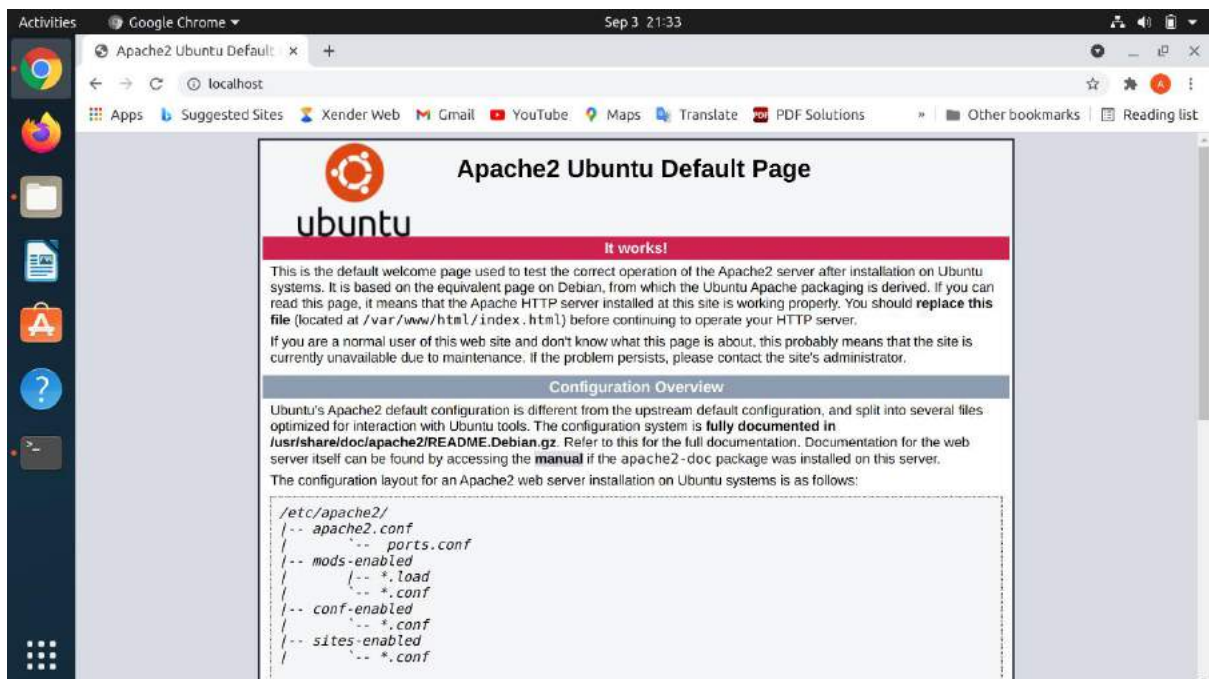 Activities Google Chrome Sep 3 21:33
Apache2 Ubuntu Default
localhost
Apps Suggested Sites Xender Web Gmail YouTube Maps Translate PDF Solutions » Other bookmarks Reading list
ubuntu
Apache2 Ubuntu Default Page
It works!
This is the default welcome page used to test the correct operation of the Apache2 server after installation on Ubuntu
systems. It is based on the equivalent page on Debian, from which the Ubuntu Apache packaging is derived. If you can
read this page, it means that the Apache HTTP server installed at this site is working properly. You should replace this
file (located at /var/www/html/index.html) before continuing to operate your HTTP server.
If you are a normal user of this web site and don't know what this page is about, this probably means that the site is
currently unavailable due to maintenance. If the problem persists, please contact the site's administrator.
Configuration Overview
Ubuntu's Apache2 default configuration is different from the upstream default configuration, and split into several files
optimized for interaction with Ubuntu tools. The configuration system is fully documented in
/usr/share/doc/apache2/README.Debian.gz. Refer to this for the full documentation. Documentation for the web
server itself can be found by accessing the manual if the apache2-doc package was installed on this server.
The configuration layout for an Apache2 web server installation on Ubuntu systems is as follows:
/etc/apache2/
|-- apache2.conf
|       `--  ports.conf
|-- mods-enabled
|       |-- *.load
|       `-- *.conf
|-- conf-enabled
|       `-- *.conf
|-- sites-enabled
|       `-- *.conf